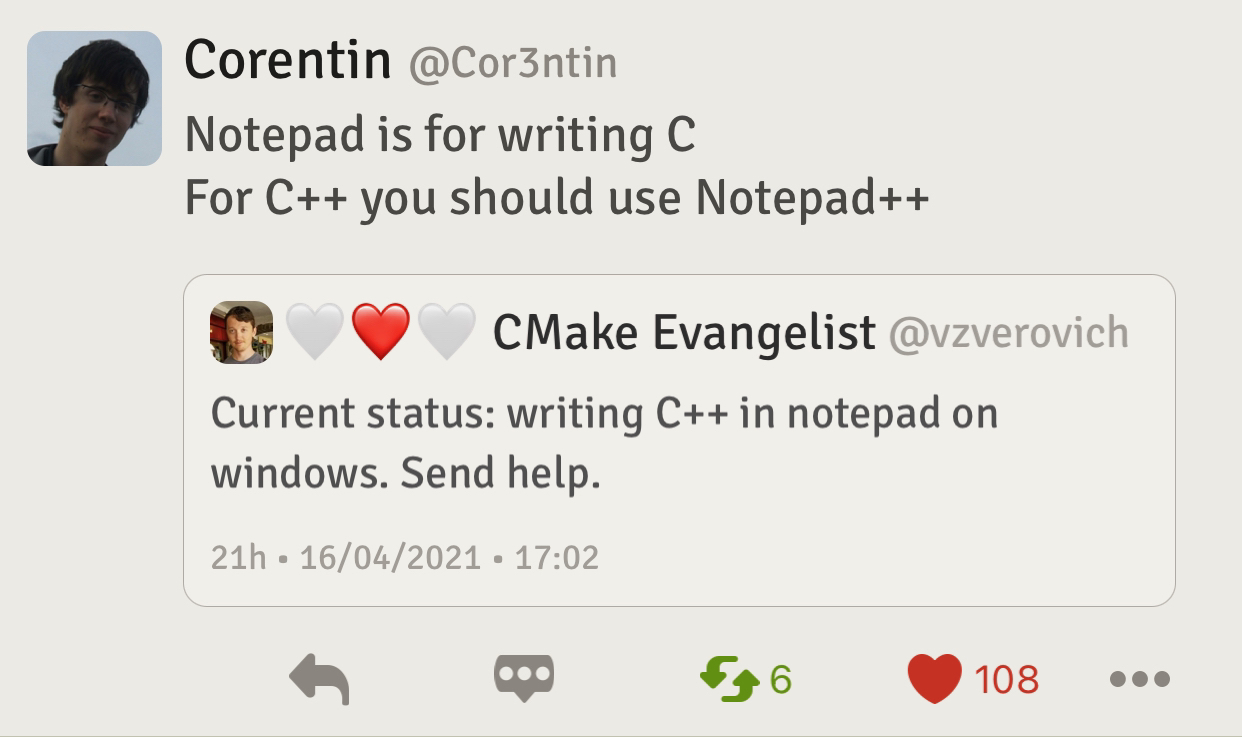 Corentin @Cor3ntin
Notepad is for writing C
For C++ you should use Notepad++
🤍❤️🤍 CMake Evangelist @vzverovich
Current status: writing C++ in notepad on
windows. Send help.
21h • 16/04/2021 • 17:02
6 108